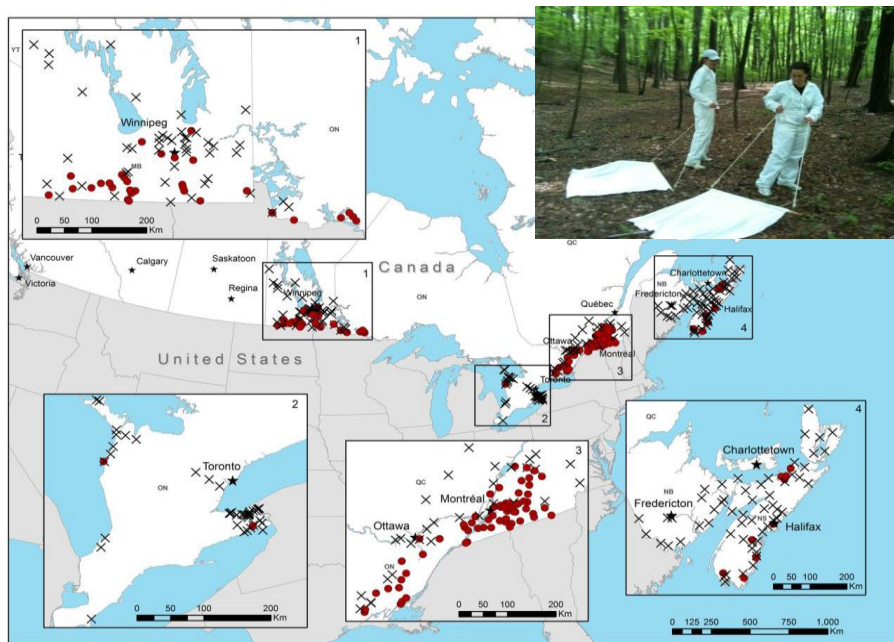 YT
1
Winnipeg
ON
MB
0 50 100 200
Km
QC
Vancouver
Victoria
Calgary
Saskatoon
Regina
Canada
1
Winnipeg
ON
Québec
Charlottetown
NB
Fredericton
Halifax
4
Ottawa
Montréal
3
Toronto
2
United States
2
ON
Toronto
0 50 100 200
Km
3
QC
Montréal
Ottawa
ON
0 50 100 200
Km
4
QC
Charlottetown
NB
Fredericton
NS
Halifax
0 50 100 200
Km
0 125 250 500 750 1,000
Km